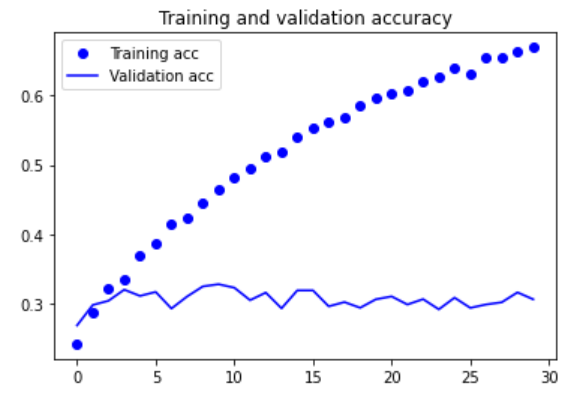 Training and validation accuracy
Training acc
Validation acc
0.6
0.5
0.4
0.3
0 5 10 15 20 25 30